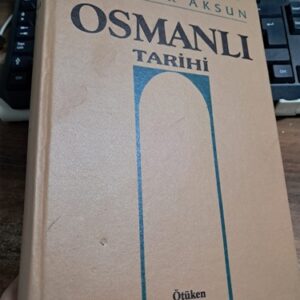 AKSUN
OSMANLI
TARİHİ
Ötüken